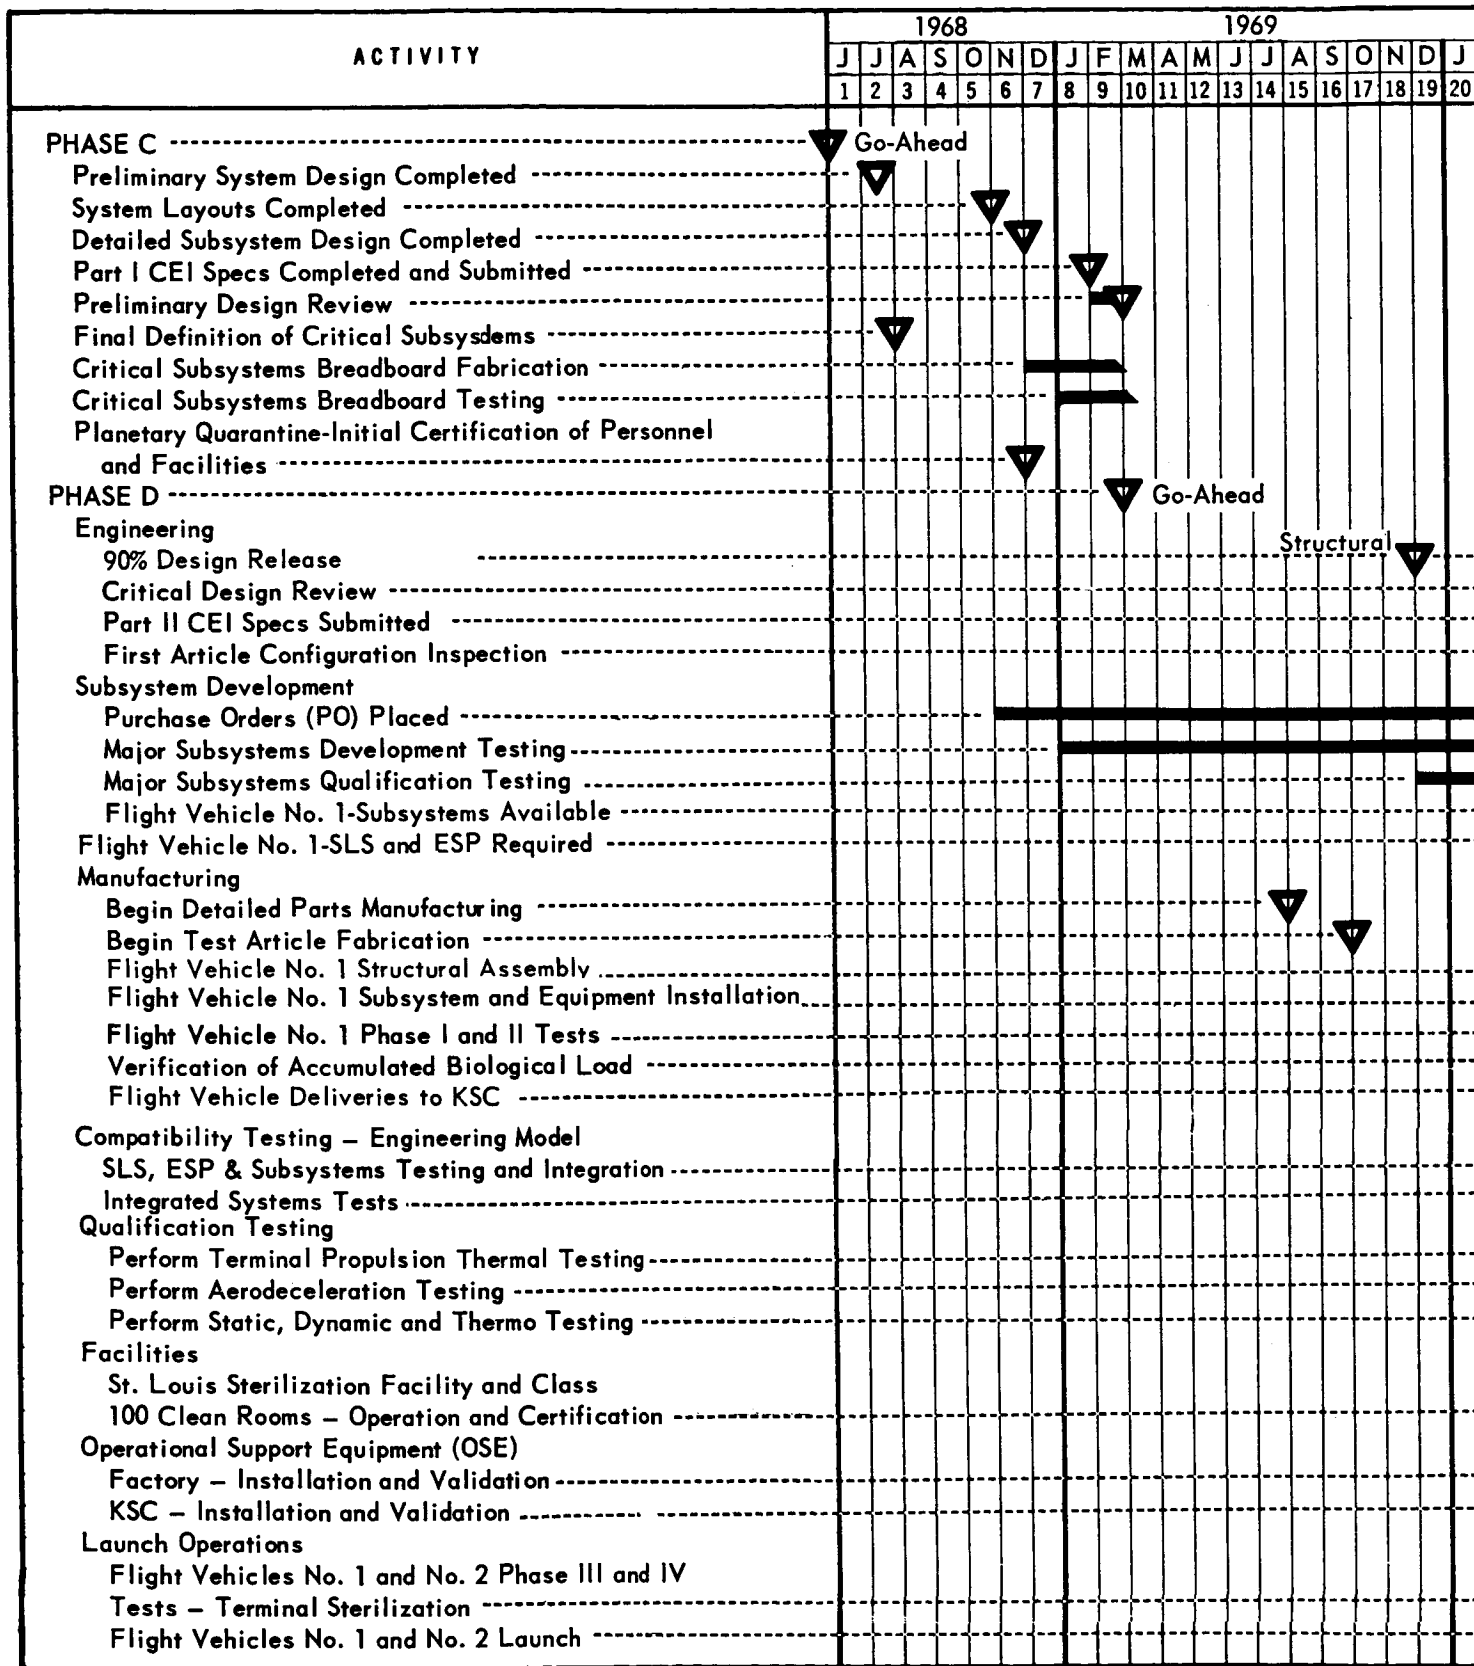 1968 1969
ACTIVITY
J J A S O N D J F M A M J J A S O N D J
1 2 3 4 5 6 7 8 9 10 11 12 13 14 15 16 17 18 19 20
PHASE C Go-Ahead
Preliminary System Design Completed
System Layouts Completed
Detailed Subsystem Design Completed
Part I CEI Specs Completed and Submitted
Preliminary Design Review
Final Definition of Critical Subsysdems
Critical Subsystems Breadboard Fabrication
Critical Subsystems Breadboard Testing
Planetary Quarantine-Initial Certification of Personnel
and Facilities
PHASE D Go-Ahead
Engineering
Structural
90% Design Release
Critical Design Review
Part II CEI Specs Submitted
First Article Configuration Inspection
Subsystem Development
Purchase Orders (PO) Placed
Major Subsystems Development Testing
Major Subsystems Qualification Testing
Flight Vehicle No. 1-Subsystems Available
Flight Vehicle No. 1-SLS and ESP Required
Manufacturing
Begin Detailed Parts Manufacturing
Begin Test Article Fabrication
Flight Vehicle No. 1 Structural Assembly
Flight Vehicle No. 1 Subsystem and Equipment Installation
Flight Vehicle No. 1 Phase I and II Tests
Verification of Accumulated Biological Load
Flight Vehicle Deliveries to KSC
Compatibility Testing – Engineering Model
SLS, ESP & Subsystems Testing and Integration
Integrated Systems Tests
Qualification Testing
Perform Terminal Propulsion Thermal Testing
Perform Aerodeceleration Testing
Perform Static, Dynamic and Thermo Testing
Facilities
St. Louis Sterilization Facility and Class
100 Clean Rooms – Operation and Certification
Operational Support Equipment (OSE)
Factory – Installation and Validation
KSC – Installation and Validation
Launch Operations
Flight Vehicles No. 1 and No. 2 Phase III and IV
Tests – Terminal Sterilization
Flight Vehicles No. 1 and No. 2 Launch